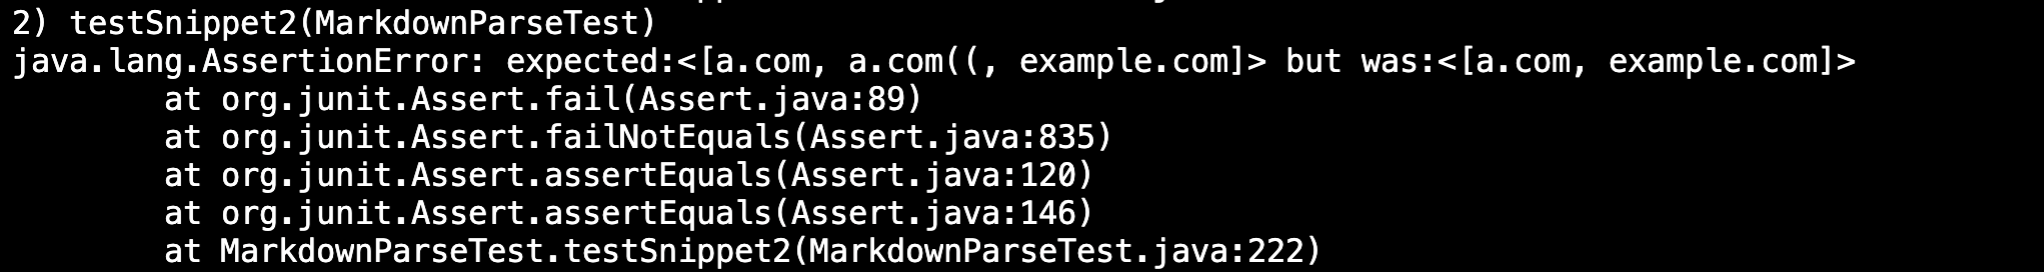 2) testSnippet2(MarkdownParseTest)
java.lang.AssertionError: expected:<[a.com, a.com((, example.com]> but was:<[a.com, example.com]>
at org.junit.Assert.fail(Assert.java:89)
at org.junit.Assert.failNotEquals(Assert.java:835)
at org.junit.Assert.assertEquals(Assert.java:120)
at org.junit.Assert.assertEquals(Assert.java:146)
at MarkdownParseTest.testSnippet2(MarkdownParseTest.java:222)